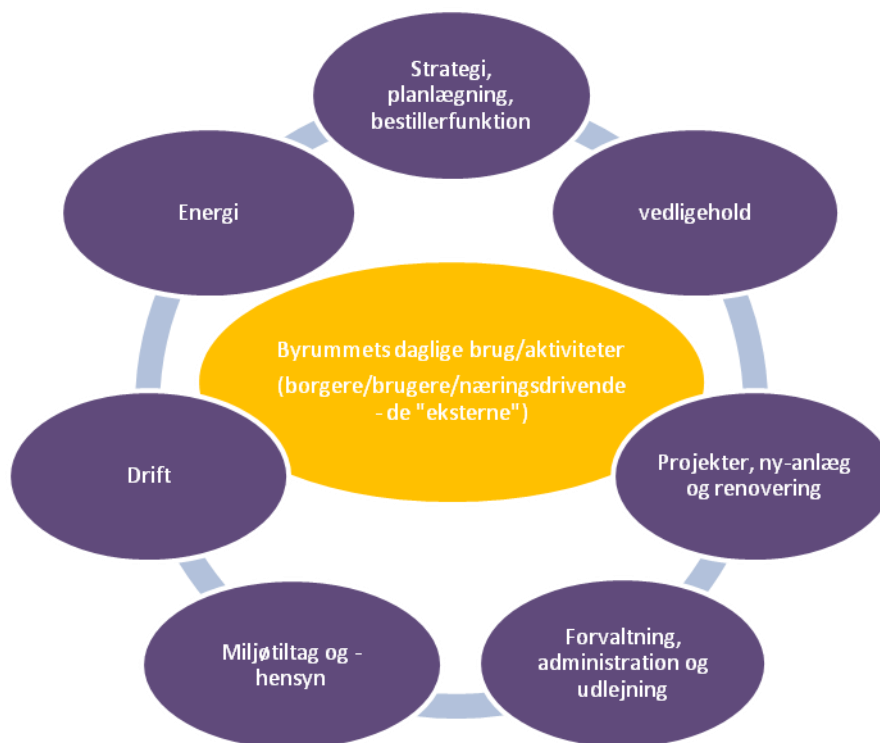 Strategi,
planlægning,
bestillerfunktion
Energi
vedligehold
Byrummets daglige brug/aktiviteter
(borgere/brugere/næringsdrivende
- de "eksterne")
Drift
Projekter, ny-anlæg
og renovering
Miljøtiltag og -
hensyn
Forvaltning,
administration og
udlejning